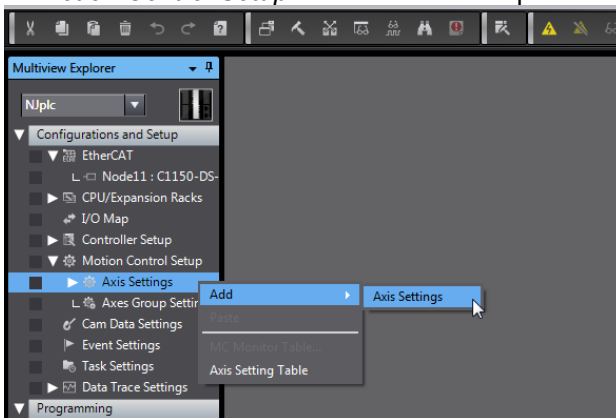 Multiview Explorer
NJplc
Configurations and Setup
EtherCAT
Node11 : C1150-DS-
CPU/Expansion Racks
I/O Map
Controller Setup
Motion Control Setup
Axis Settings
Add
Axis Settings
Axes Group Settin
Paste
Cam Data Settings
Event Settings
MC Monitor Table...
Task Settings
Axis Setting Table
Data Trace Settings
Programming